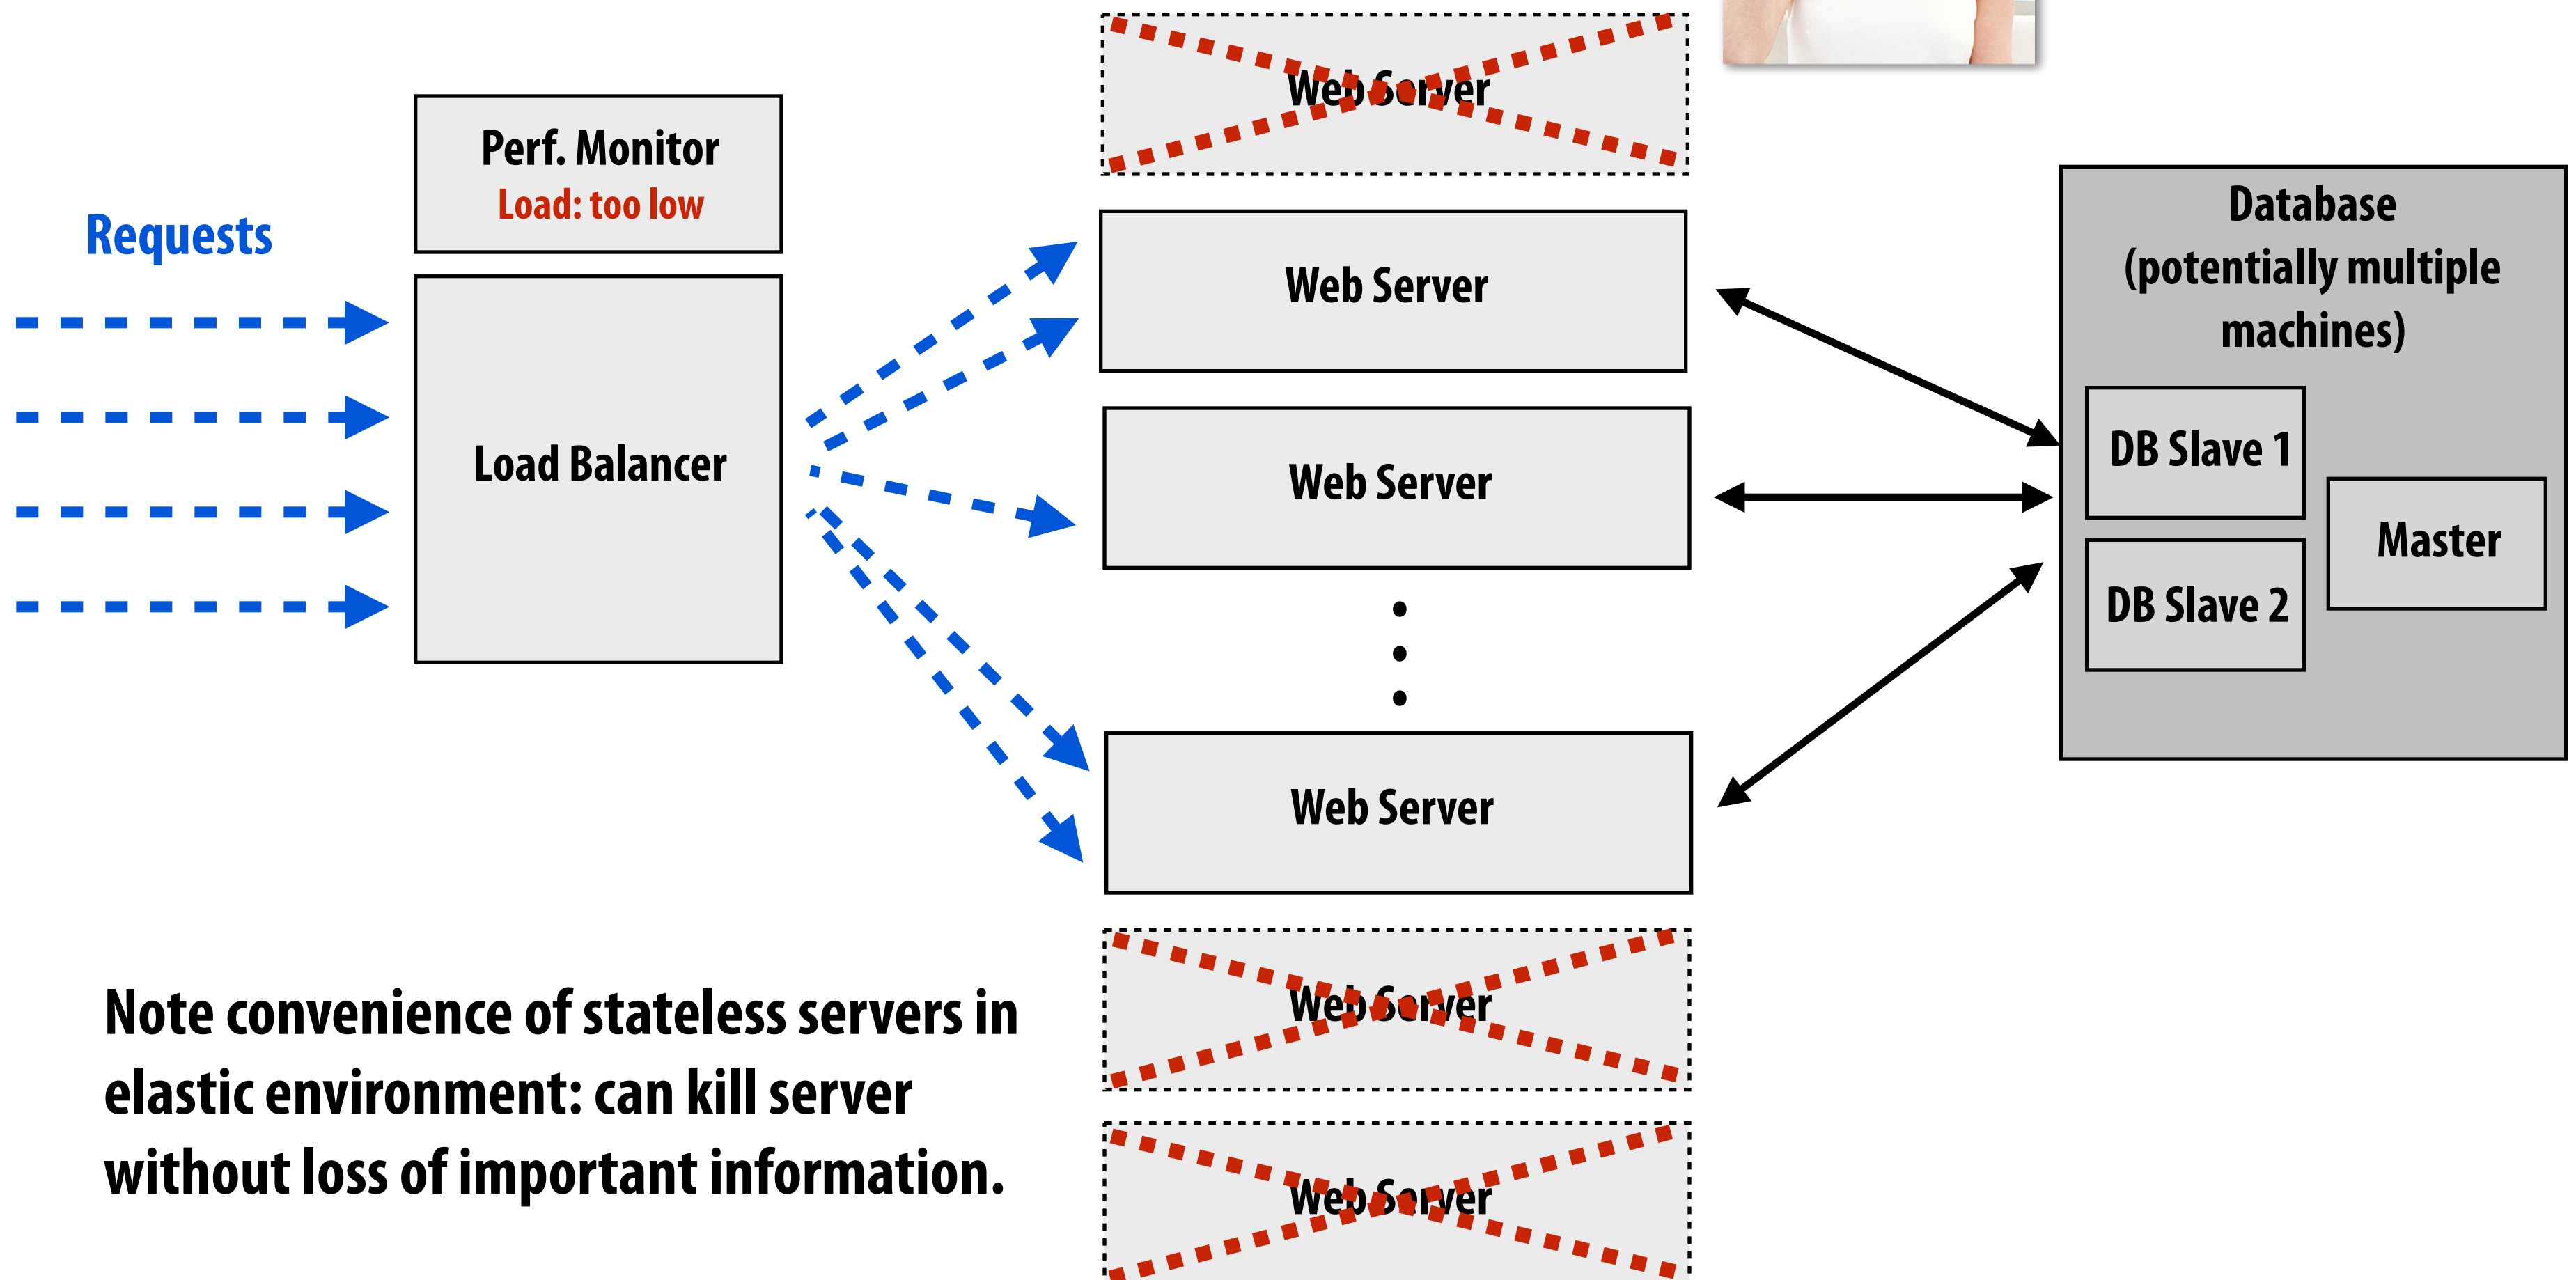 Requests
Perf. Monitor
Load: too low
Load Balancer
Web Server
Web Server
Web Server
Web Server
Web Server
Web Server
Database
(potentially multiple
machines)
DB Slave 1
DB Slave 2
Master
Note convenience of stateless servers in
elastic environment: can kill server
without loss of important information.